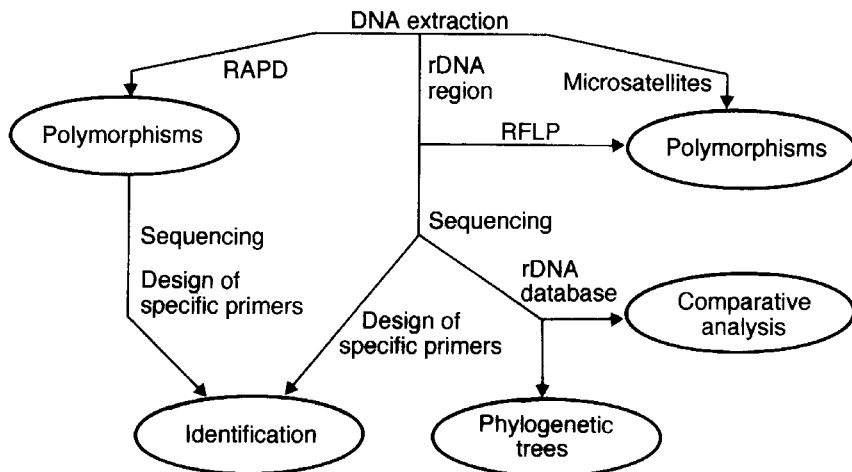 DNA extraction
RAPD
rDNA
region
Microsatellites
Polymorphisms
RFLP
Polymorphisms
Sequencing
Sequencing
Design of
specific primers
rDNA
database
Comparative
analysis
Design of
specific primers
Identification
Phylogenetic
trees